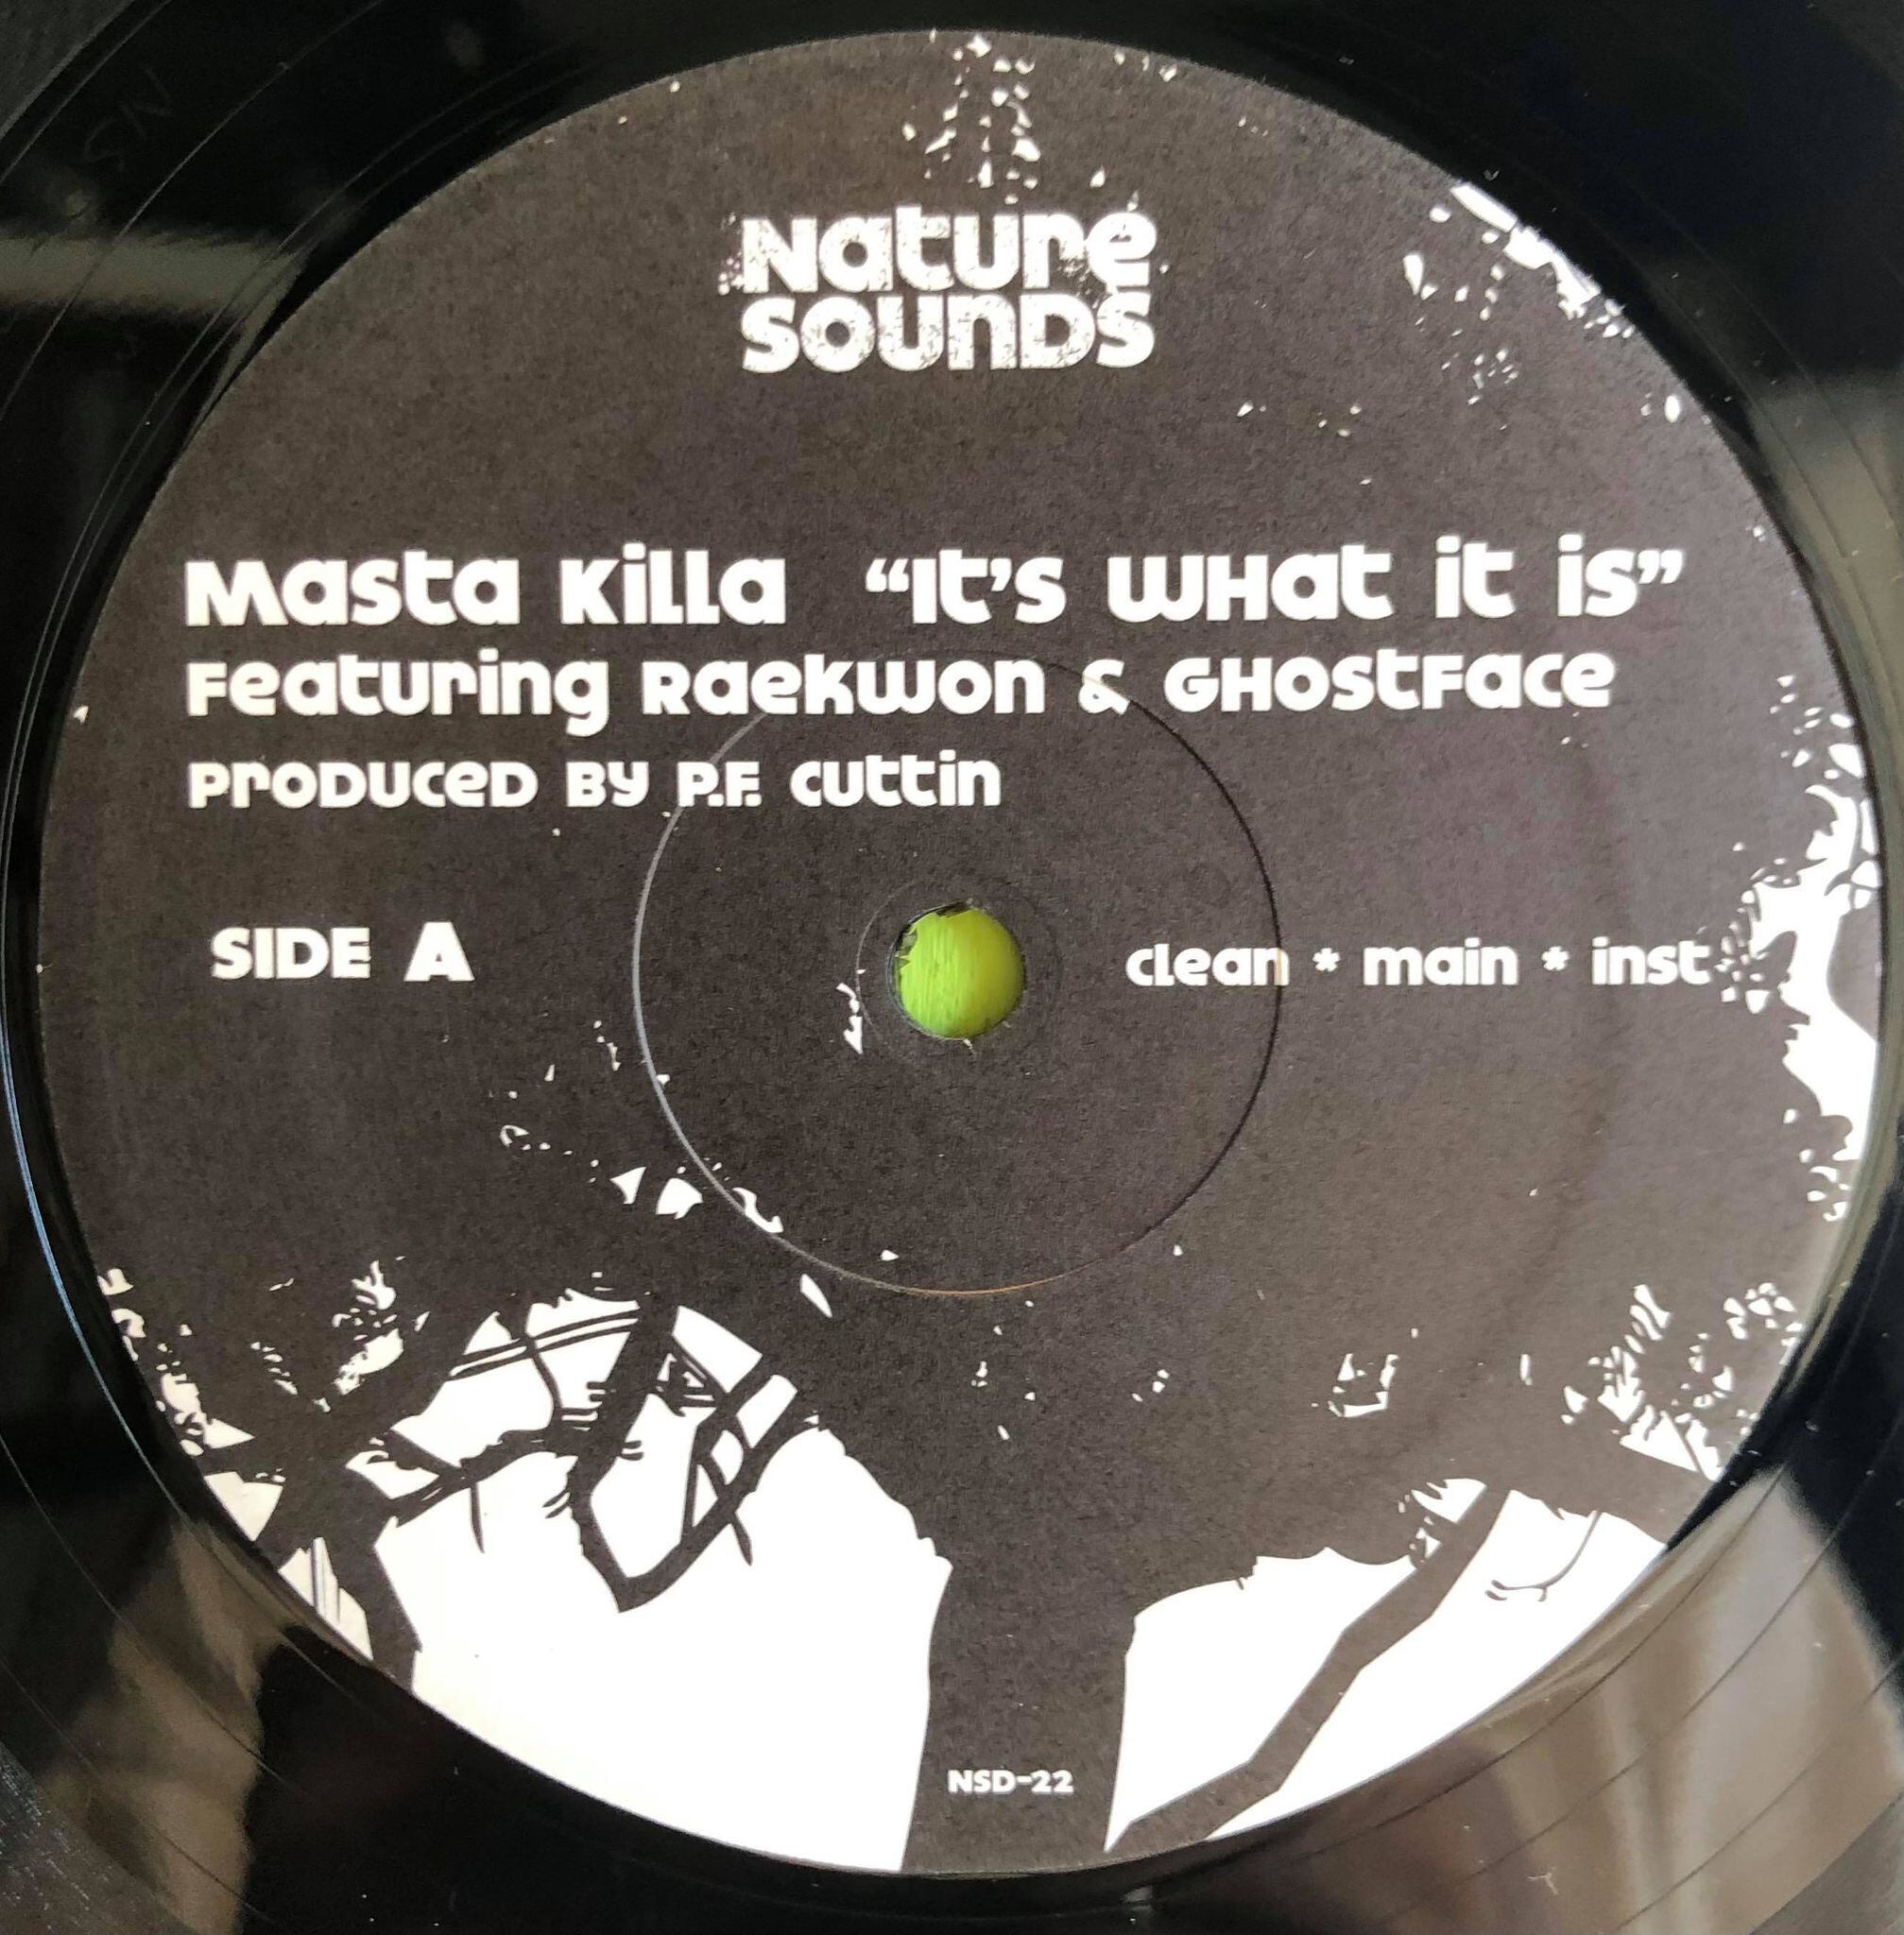 Nature
Sounds
Masta Killa “It’s What it is”
Featuring Raekwon & Ghostface
Produced By P.F. Cuttin
SIDE A
clean * main * inst
NSD-22